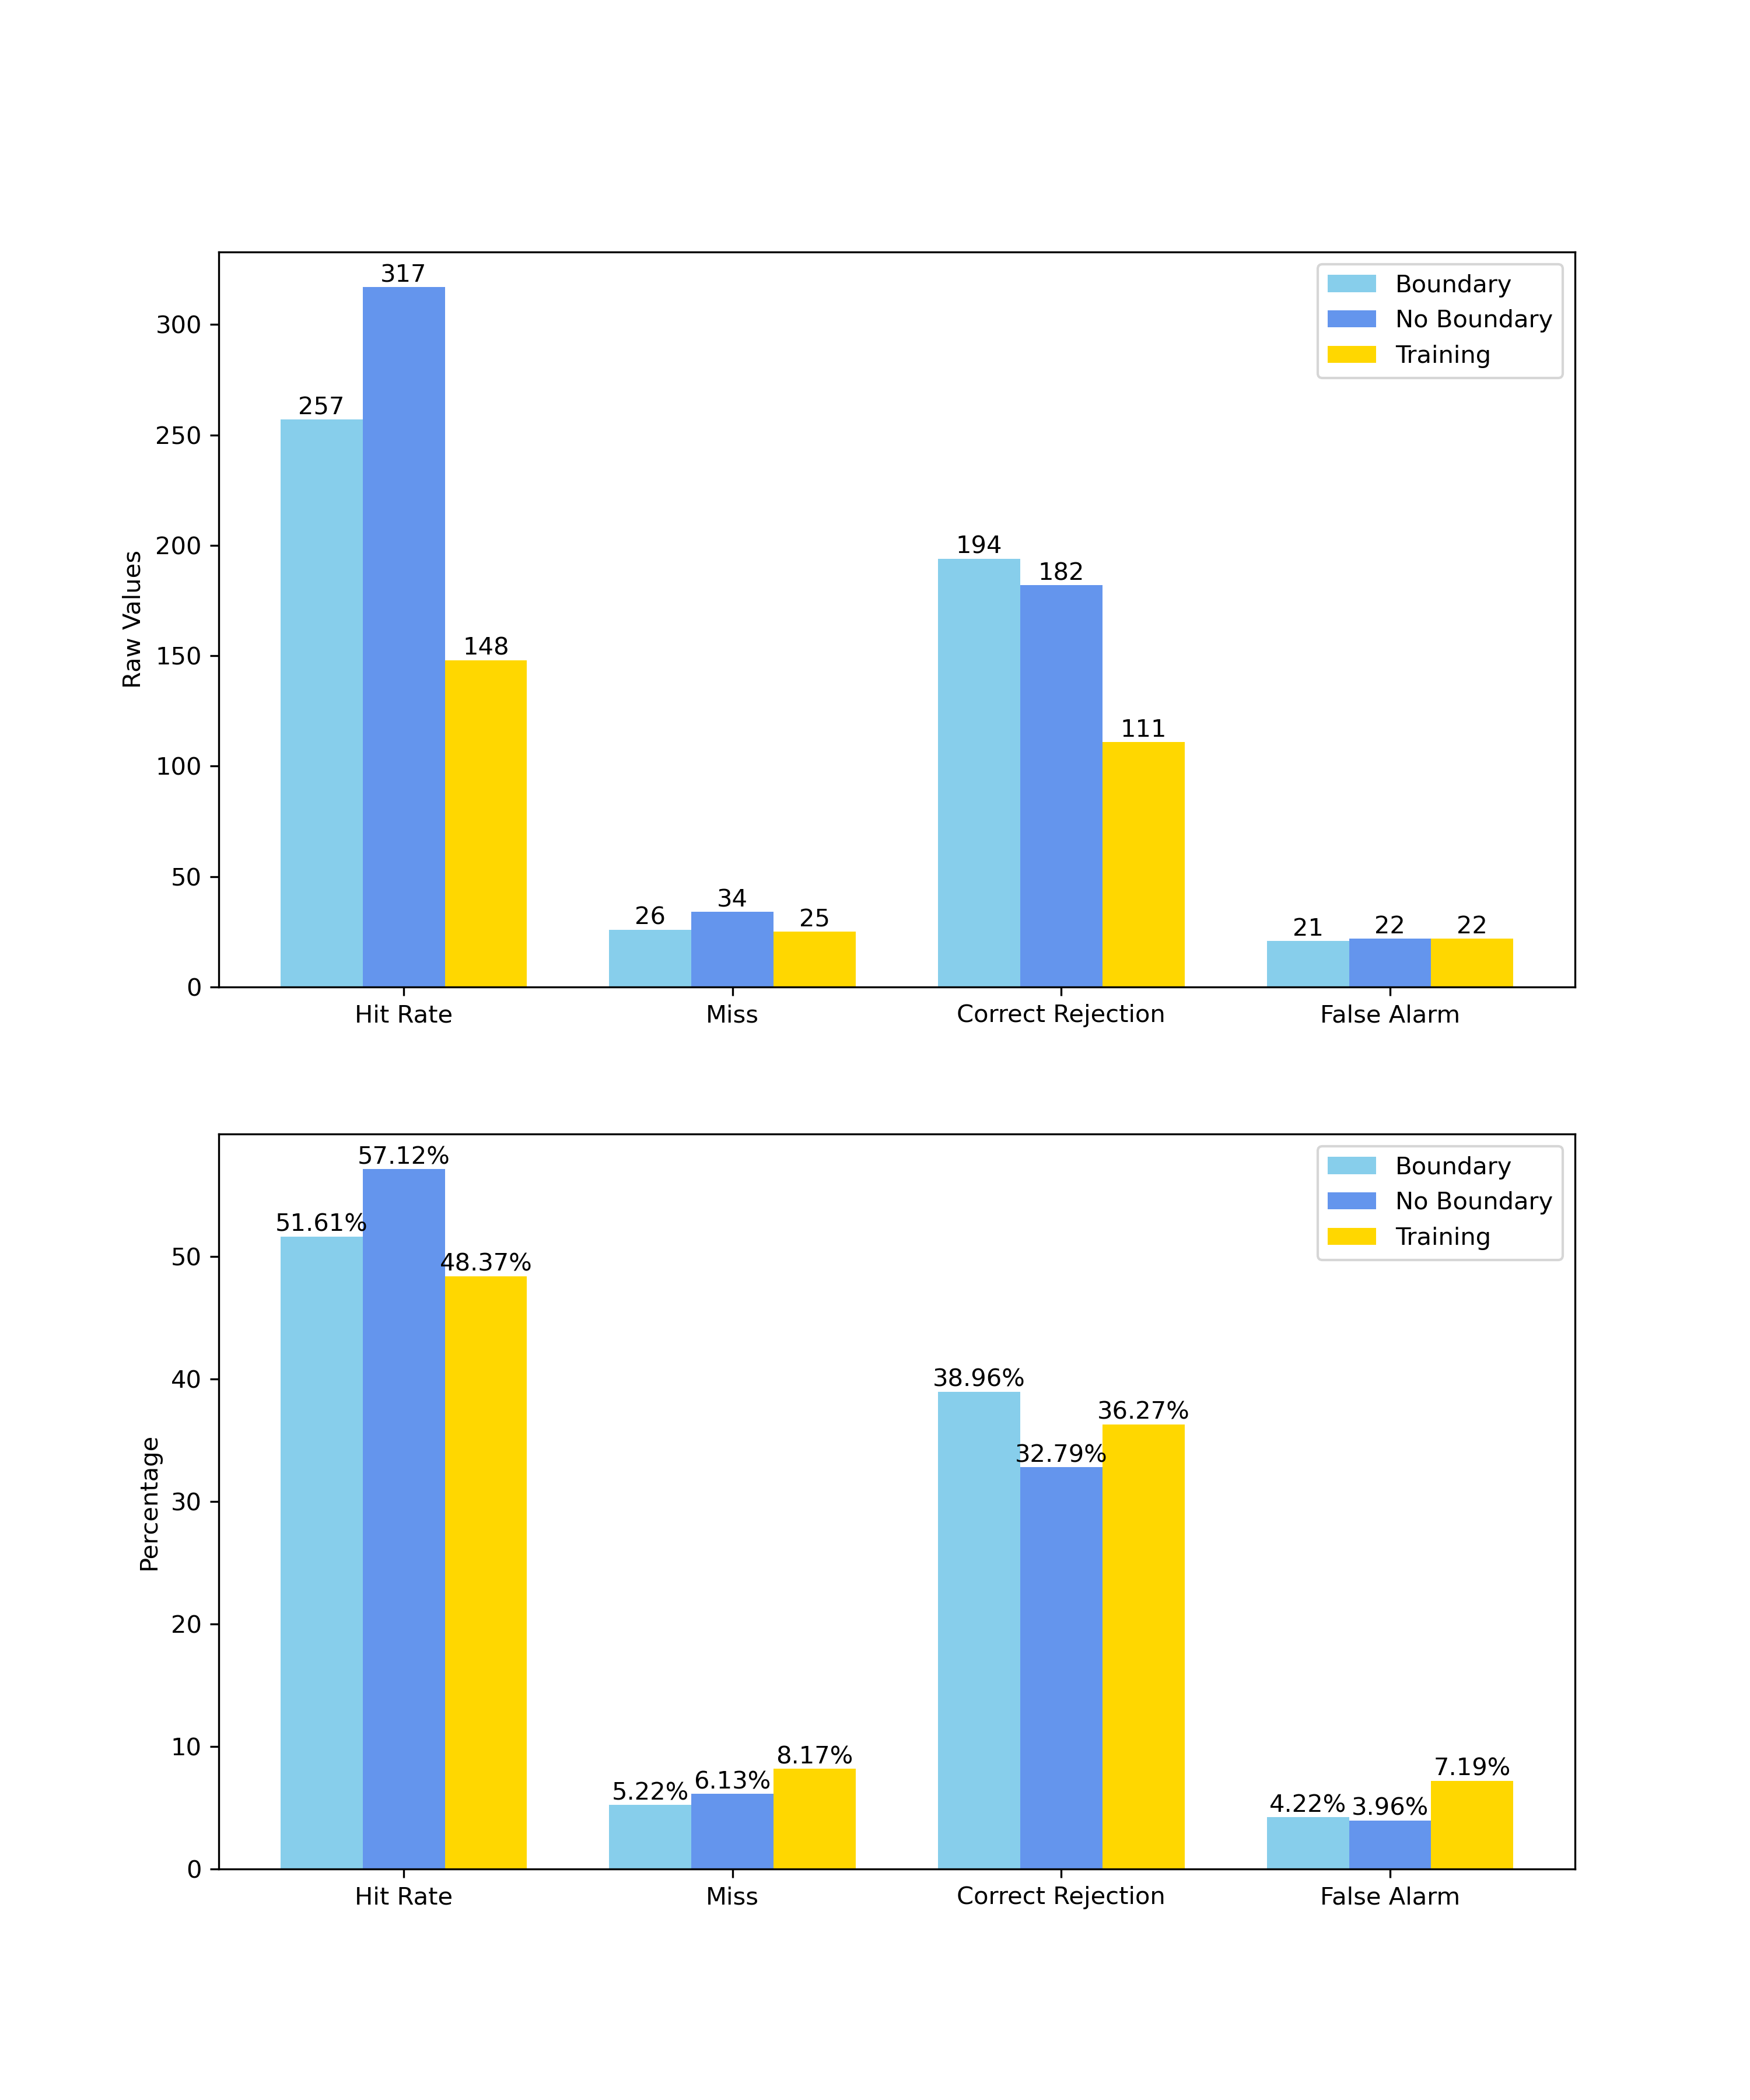 317
257
148
26
34
25
194
182
111
21
22
22
Boundary
No Boundary
Training
300
250
200
150
100
50
0
Raw Values
Hit Rate
Miss
Correct Rejection
False Alarm
57.12%
51.61%
48.37%
5.22%
6.13%
8.17%
38.96%
32.79%
36.27%
4.22%
3.96%
7.19%
Boundary
No Boundary
Training
50
40
30
20
10
0
Percentage
Hit Rate
Miss
Correct Rejection
False Alarm